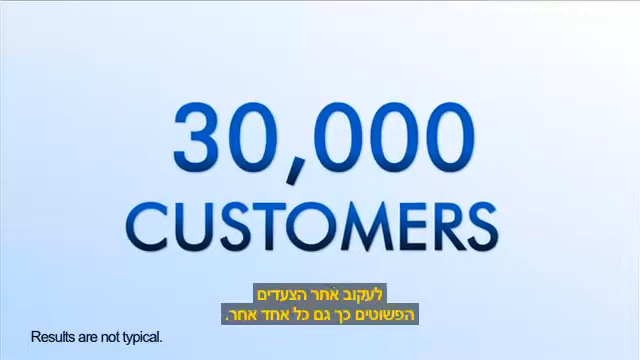 30,000
CUSTOMERS
לעקוב אחר הצעדים
הפשוטים כך גם כל אחד אחר.
Results are not typical.